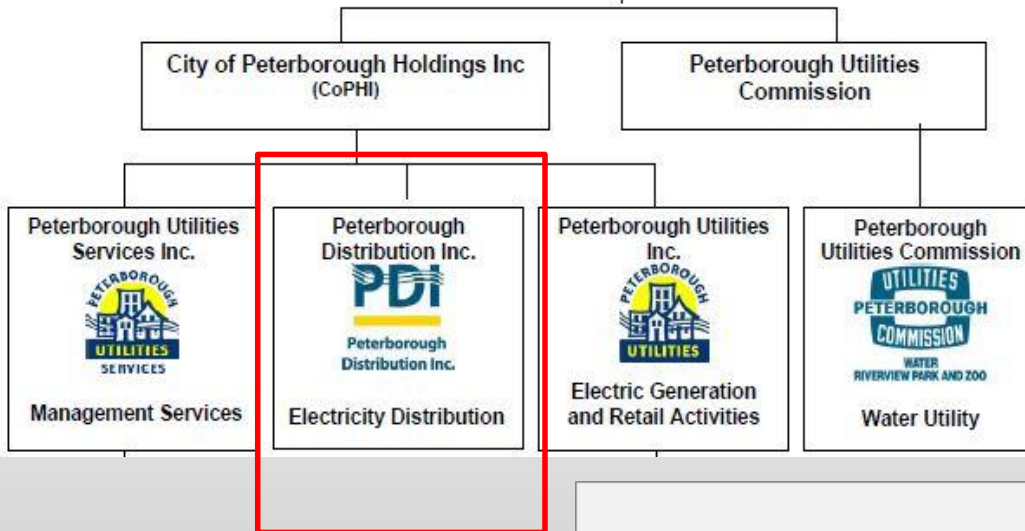 City of Peterborough Holdings Inc
(CoPHI)
Peterborough Utilities
Commission
Peterborough Utilities
Services Inc.
PETERBOROUGH
UTILITIES
SERVICES
Management Services
Peterborough
Distribution Inc.
PDI
Peterborough
Distribution Inc.
Electricity Distribution
Peterborough Utilities
Inc.
PETERBOROUGH
UTILITIES
Electric Generation
and Retail Activities
Peterborough
Utilities Commission
UTILITIES
PETERBOROUGH
COMMISSION
WATER
RIVERVIEW PARK AND ZOO
Water Utility